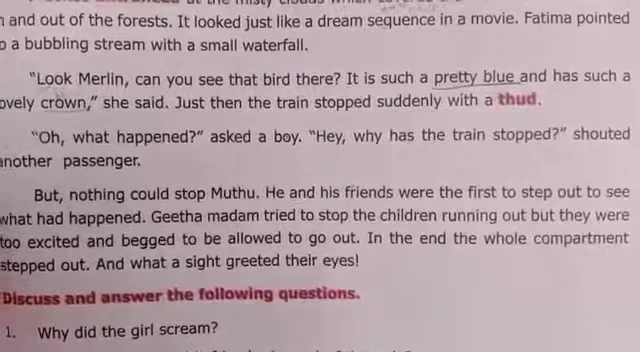 and out of the forests. It looked just like a dream sequence in a movie. Fatima pointed
a bubbling stream with a small waterfall.
"Look Merlin, can you see that bird there? It is such a pretty blue and has such a
crown," she said. Just then the train stopped suddenly with a thud.
"Oh, what happened?" asked a boy. "Hey, why has the train stopped?" shouted
another passenger.
But, nothing could stop Muthu. He and his friends were the first to step out to see
what had happened. Geetha madam tried to stop the children running out but they were
too excited and begged to be allowed to go out. In the end the whole compartment
stepped out. And what a sight greeted their eyes!
Discuss and answer the following questions.
1. Why did the girl scream?